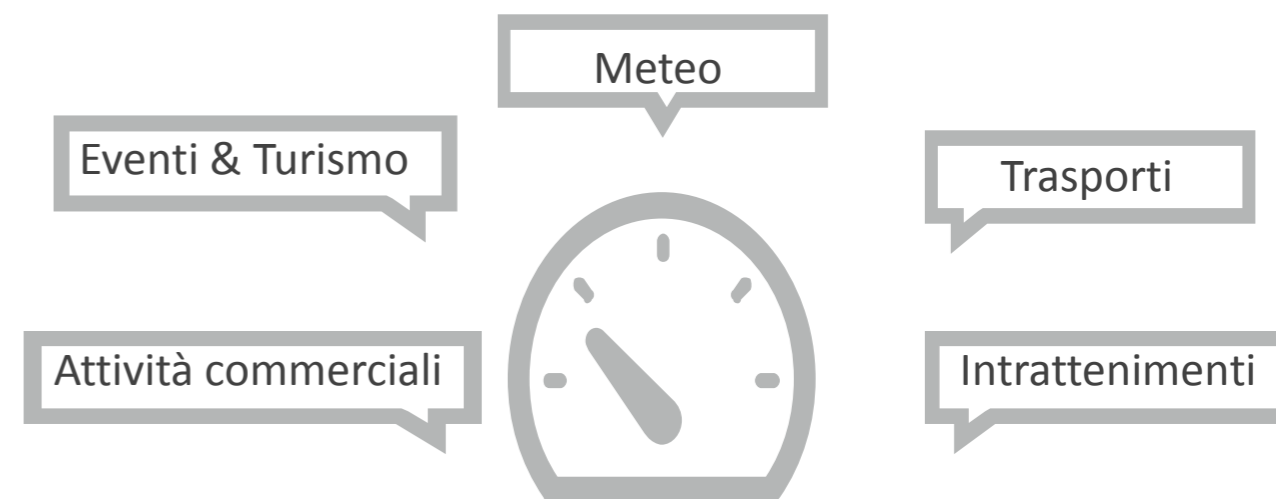 Meteo
Eventi & Turismo
Trasporti
Attività commerciali
Intrattenimenti